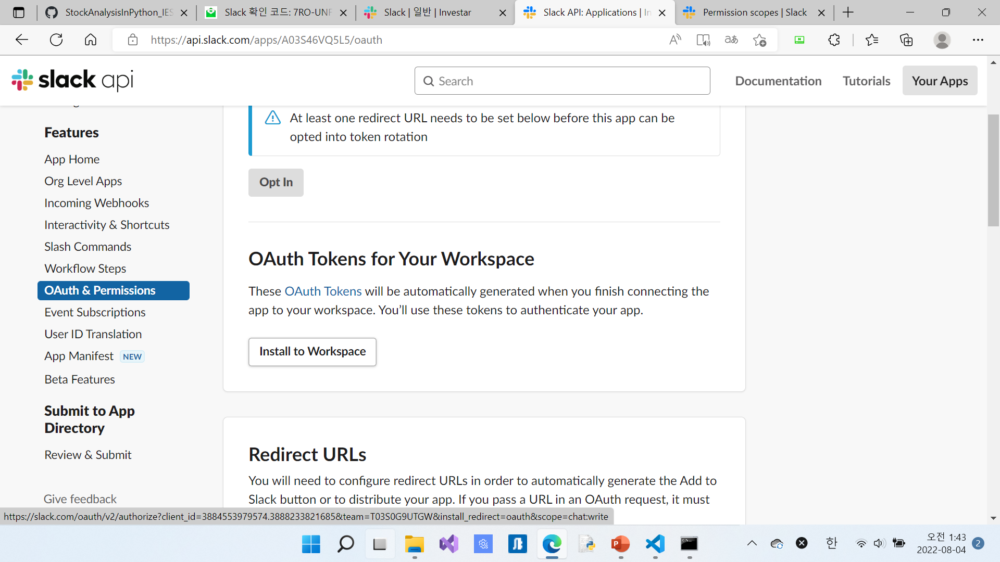 StockAnalysisInPython_IES
Slack 확인 코드: 7RO-UNF
Slack | 일반 | Investar
Slack API: Applications | In
Permission scopes | Slack
https://api.slack.com/apps/A03S46VQ5L5/oauth
slack api
Search
Documentation
Tutorials
Your Apps
Features
App Home
Org Level Apps
Incoming Webhooks
Interactivity & Shortcuts
Slash Commands
Workflow Steps
OAuth & Permissions
Event Subscriptions
User ID Translation
App Manifest NEW
Beta Features
Submit to App
Directory
Review & Submit
Give feedback
At least one redirect URL needs to be set below before this app can be
opted into token rotation
Opt In
OAuth Tokens for Your Workspace
These OAuth Tokens will be automatically generated when you finish connecting the
app to your workspace. You’ll use these tokens to authenticate your app.
Install to Workspace
Redirect URLs
You will need to configure redirect URLs in order to automatically generate the Add to
Slack button or to distribute your app. If you pass a URL in an OAuth request, it must
https://slack.com/oauth/v2/authorize?client_id=3884553979574.3888233821685&team=T03S0G9UTGW&install_redirect=oauth&scope=chat:write
한
오전 1:43
2022-08-04
2